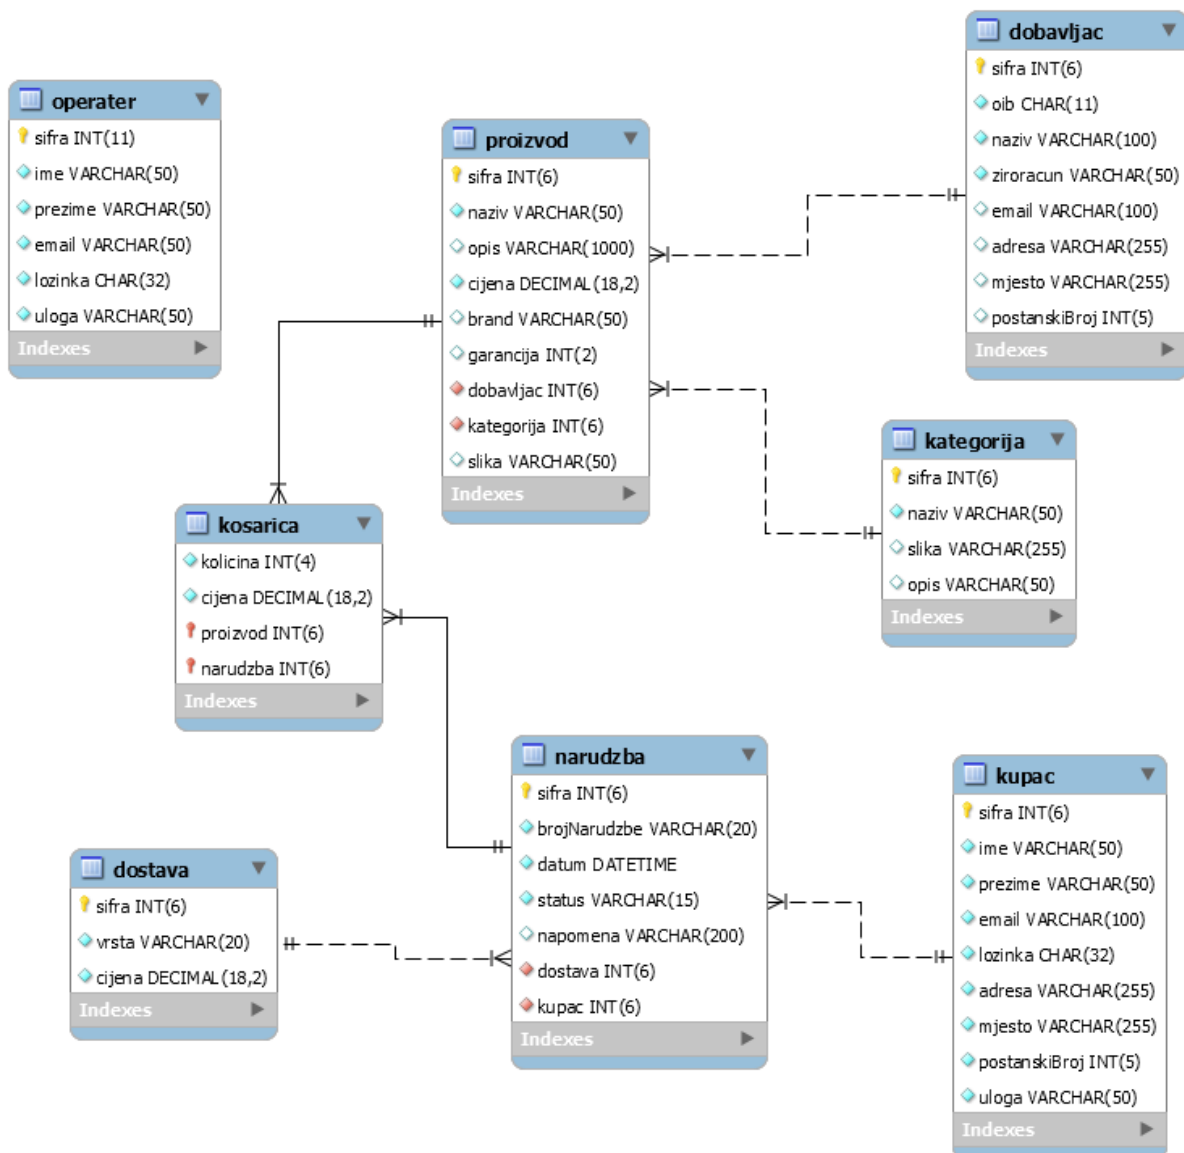 operater
sifra INT(11)
ime VARCHAR(50)
prezime VARCHAR(50)
email VARCHAR(50)
lozinka CHAR(32)
uloga VARCHAR(50)
Indexes
proizvod
sifra INT(6)
naziv VARCHAR(50)
opis VARCHAR(1000)
cijena DECIMAL(18,2)
brand VARCHAR(50)
garancija INT(2)
dobavljac INT(6)
kategorija INT(6)
slika VARCHAR(50)
Indexes
dobavljac
sifra INT(6)
oib CHAR(11)
naziv VARCHAR(100)
ziroracun VARCHAR(50)
email VARCHAR(100)
adresa VARCHAR(255)
mjesto VARCHAR(255)
postanskiBroj INT(5)
Indexes
kategorija
sifra INT(6)
naziv VARCHAR(50)
slika VARCHAR(255)
opis VARCHAR(50)
Indexes
kosarica
kolicina INT(4)
cijena DECIMAL(18,2)
proizvod INT(6)
narudzba INT(6)
Indexes
narudzba
sifra INT(6)
brojNarudzbe VARCHAR(20)
datum DATETIME
status VARCHAR(15)
napomena VARCHAR(200)
dostava INT(6)
kupac INT(6)
Indexes
kupac
sifra INT(6)
ime VARCHAR(50)
prezime VARCHAR(50)
email VARCHAR(100)
lozinka CHAR(32)
adresa VARCHAR(255)
mjesto VARCHAR(255)
postanskiBroj INT(5)
uloga VARCHAR(50)
Indexes
dostava
sifra INT(6)
vrsta VARCHAR(20)
cijena DECIMAL(18,2)
Indexes